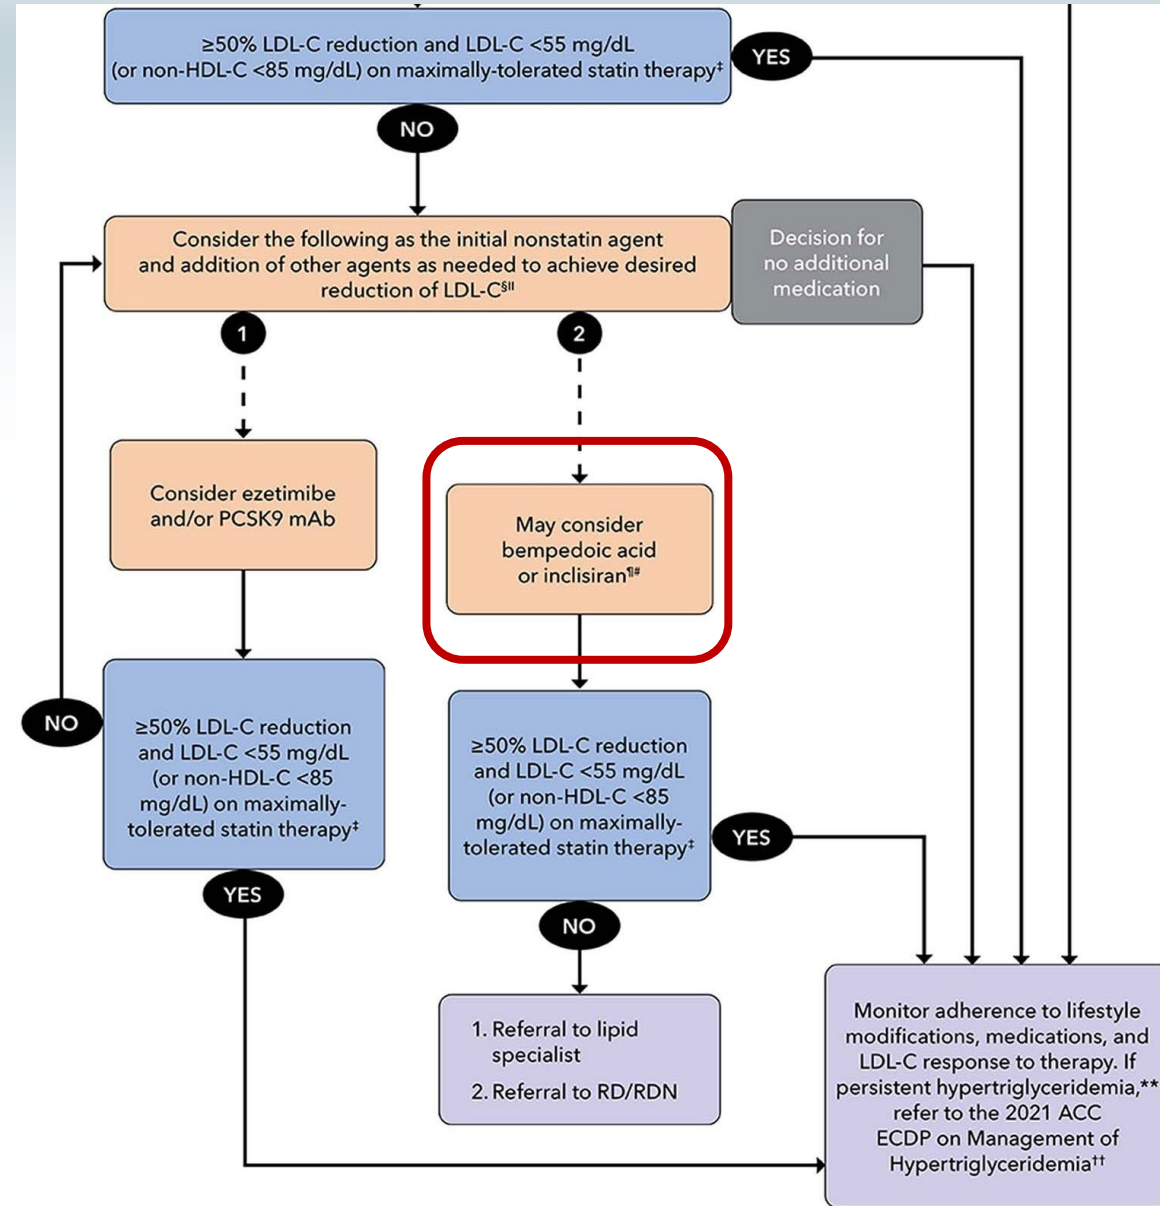 ≥50% LDL-C reduction and LDL-C <55 mg/dL
(or non-HDL-C <85 mg/dL) on maximally-tolerated statin therapy‡
YES
NO
Consider the following as the initial nonstatin agent
and addition of other agents as needed to achieve desired
reduction of LDL-C§||
Decision for
no additional
medication
1
2
Consider ezetimibe
and/or PCSK9 mAb
May consider
bempedoic acid
or inclisiran¶#
NO
≥50% LDL-C reduction
and LDL-C <55 mg/dL
(or non-HDL-C <85
mg/dL) on maximally-
tolerated statin therapy‡
≥50% LDL-C reduction
and LDL-C <55 mg/dL
(or non-HDL-C <85
mg/dL) on maximally-
tolerated statin therapy‡
YES
YES
NO
1. Referral to lipid
specialist
2. Referral to RD/RDN
Monitor adherence to lifestyle
modifications, medications, and
LDL-C response to therapy. If
persistent hypertriglyceridemia,**
refer to the 2021 ACC
ECDP on Management of
Hypertriglyceridemia††